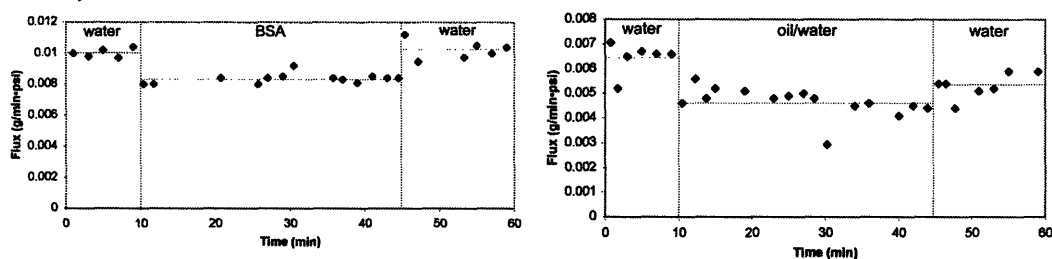 water BSA water
0.012
0.01
0.008
0.006
0.004
0.002
0
Flux (g/min•psi)
0 10 20 30 40 50 60
Time (min)
water oil/water water
0.008
0.007
0.006
0.005
0.004
0.003
0.002
0.001
0
Flux (g/min•psi)
0 10 20 30 40 50 60
Time (min)